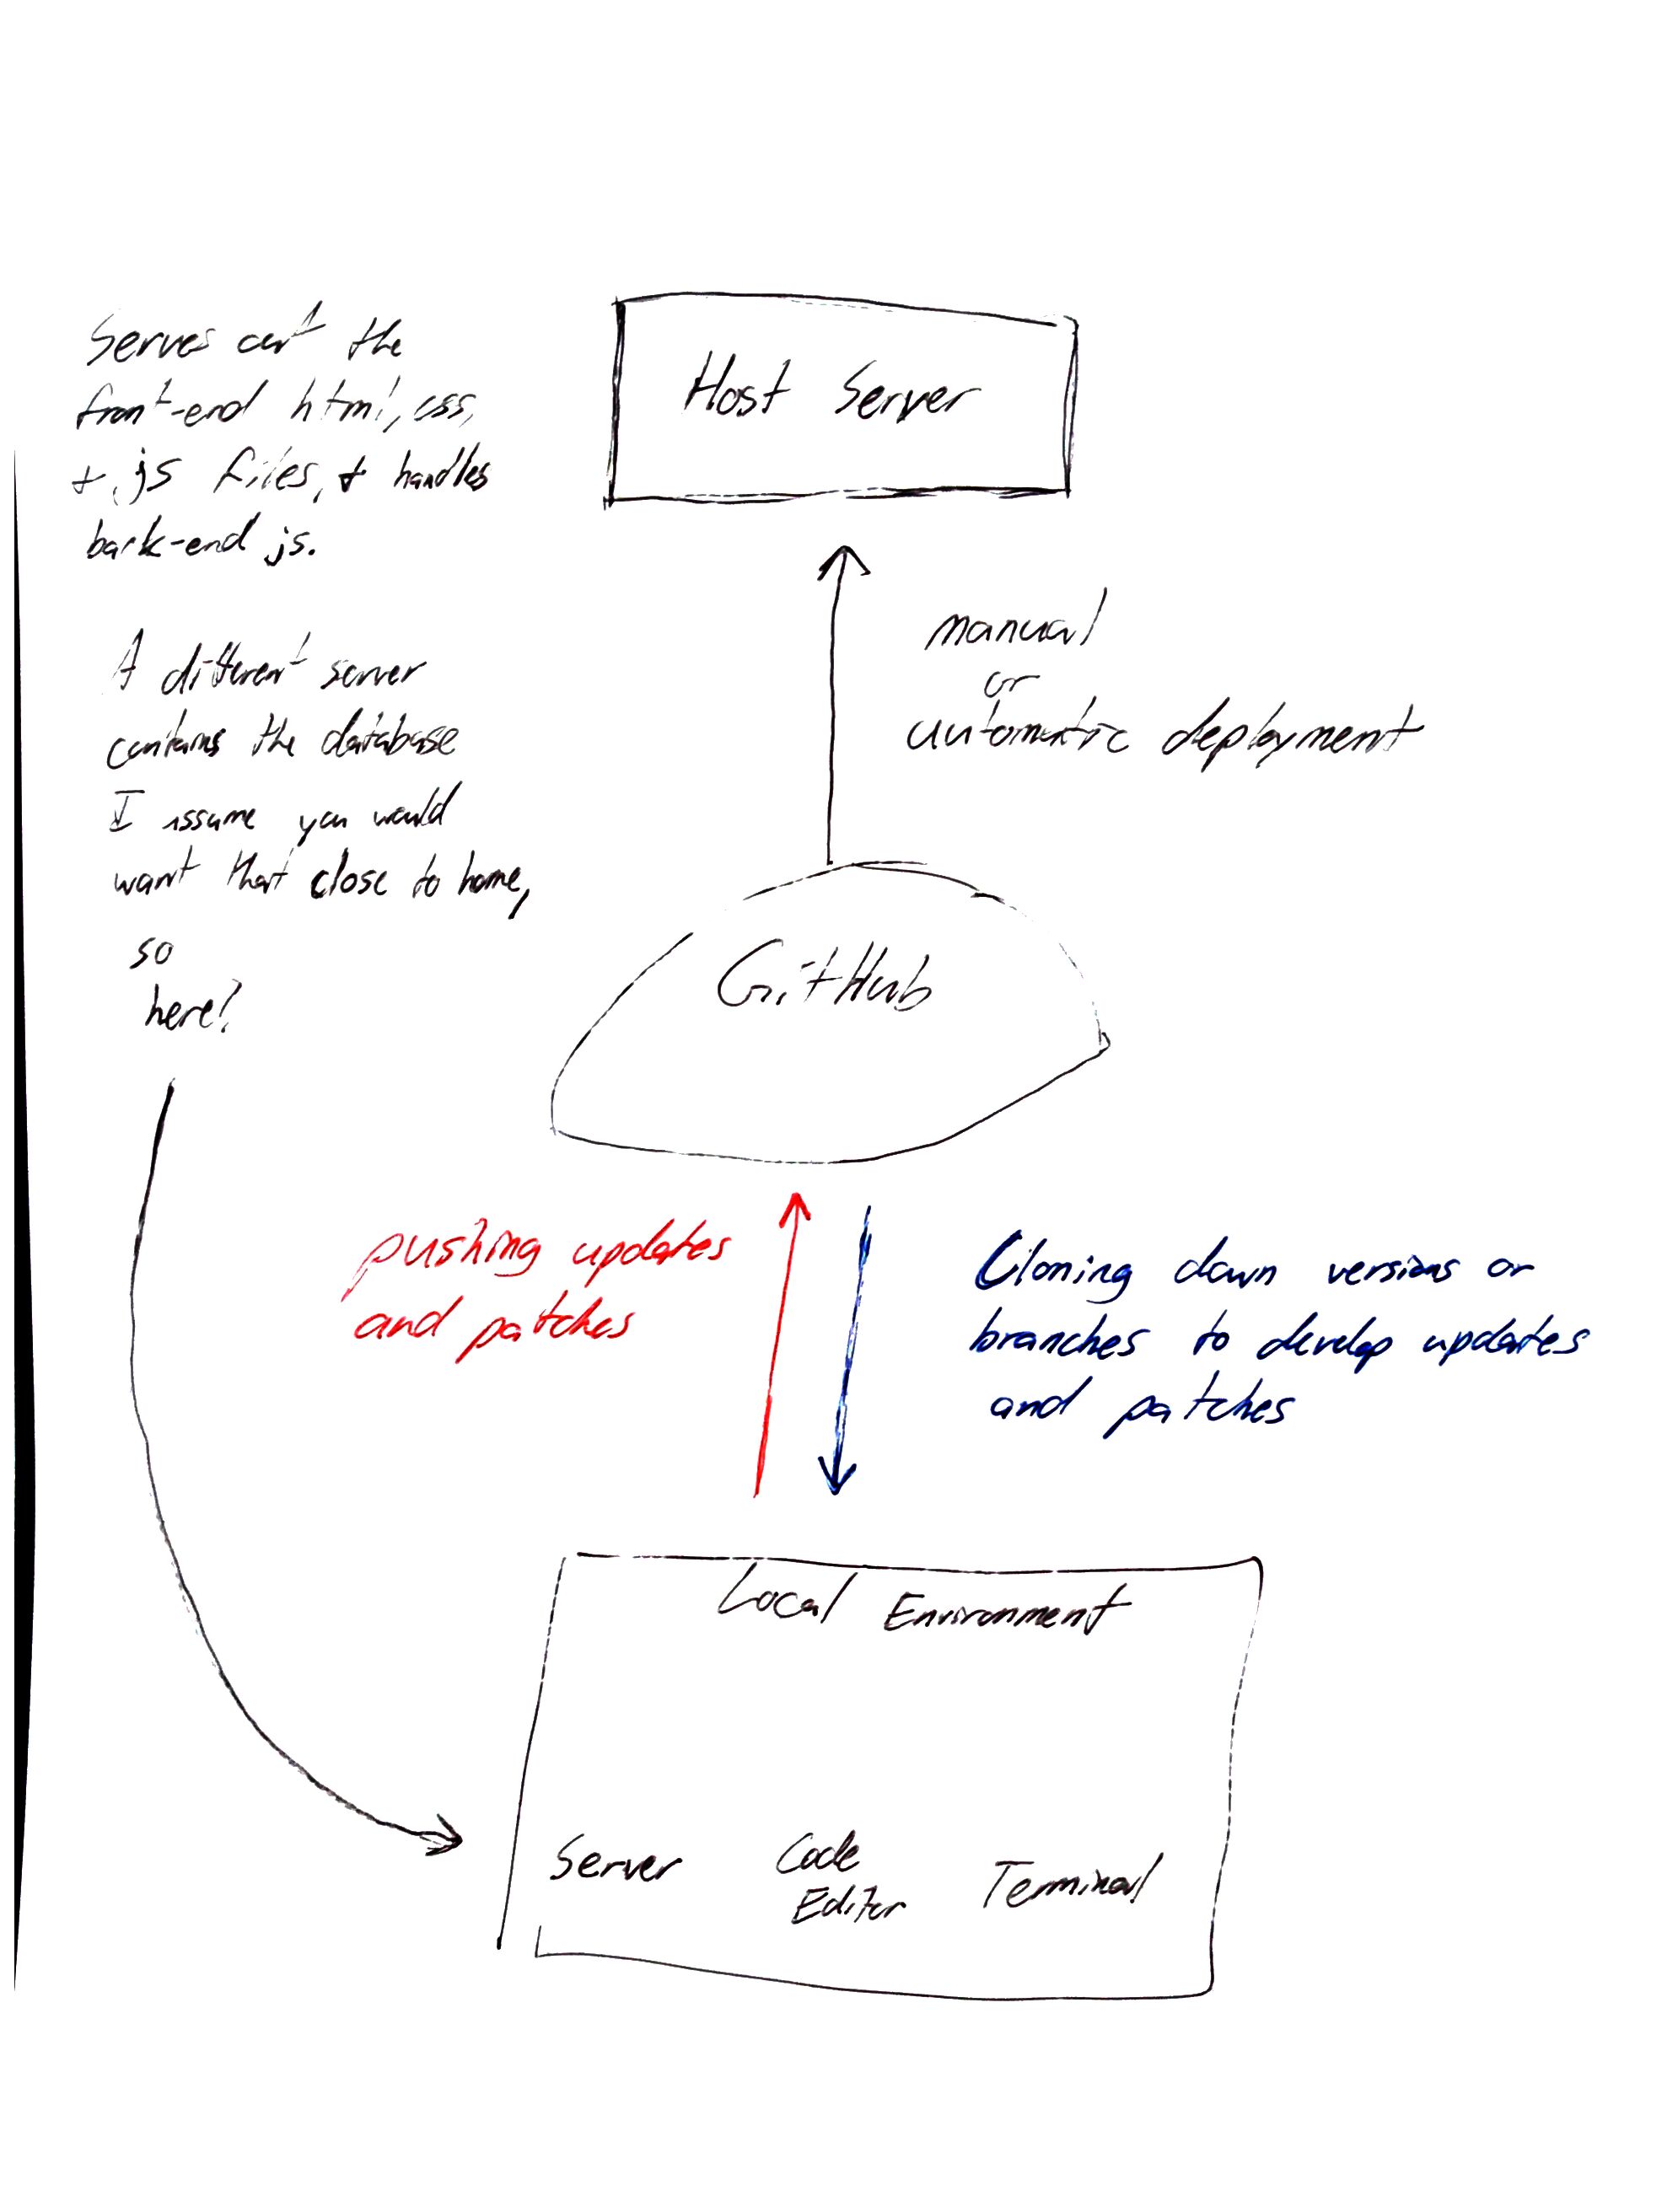 Serves out the
front-end html, css,
+ js files, + handles
back-end js.
A different server
contains the database
I assume you would
want that close to home,
so
here?
Host Server
manual
or
automatic deployment
GitHub
pushing updates
and patches
Cloning down versions or
branches to develop updates
and patches
Local Environment
Server
Code
Editor
Terminal